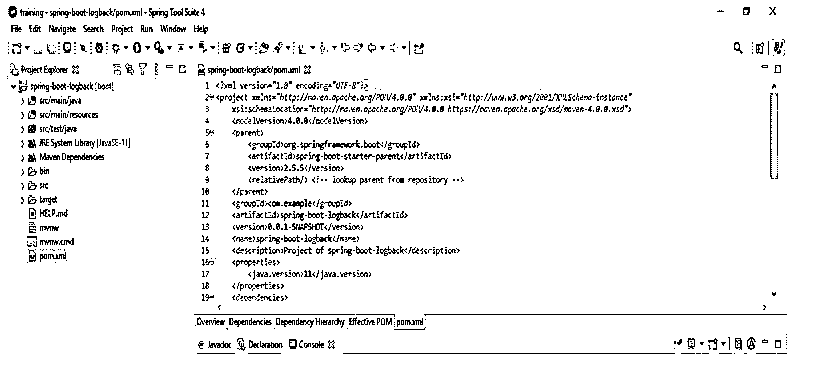 training - spring-boot-logback/pom.xml - Spring Tool Suite 4
File Edit Navigate Search Project Run Window Help
Project Explorer
spring-boot-logback/pom.xml
spring-boot-logback [boot]
src/main/java
src/main/resources
src/test/java
JRE System Library [JavaSE-11]
Maven Dependencies
bin
src
target
HELP.md
mvnw
mvnw.cmd
pom.xml
1 <?xml version="1.0" encoding="UTF-8"?>
2 <project xmlns="http://maven.apache.org/POM/4.0.0" xmlns:xsi="http://www.w3.org/2001/XMLSchema-instance"
3 xsi:schemaLocation="http://maven.apache.org/POM/4.0.0 https://maven.apache.org/xsd/maven-4.0.0.xsd">
4 <modelVersion>4.0.0</modelVersion>
5 <parent>
6 <groupId>org.springframework.boot</groupId>
7 <artifactId>spring-boot-starter-parent</artifactId>
8 <version>2.5.5</version>
9 <relativePath/> <!-- lookup parent from repository -->
10 </parent>
11 <groupId>com.example</groupId>
12 <artifactId>spring-boot-logback</artifactId>
13 <version>0.0.1-SNAPSHOT</version>
14 <name>spring-boot-logback</name>
15 <description>Project of spring-boot-logback</description>
16 <properties>
17 <java.version>11</java.version>
18 </properties>
19 <dependencies>
Overview Dependencies Dependency Hierarchy Effective POM pom.xml
Javadoc Declaration Console